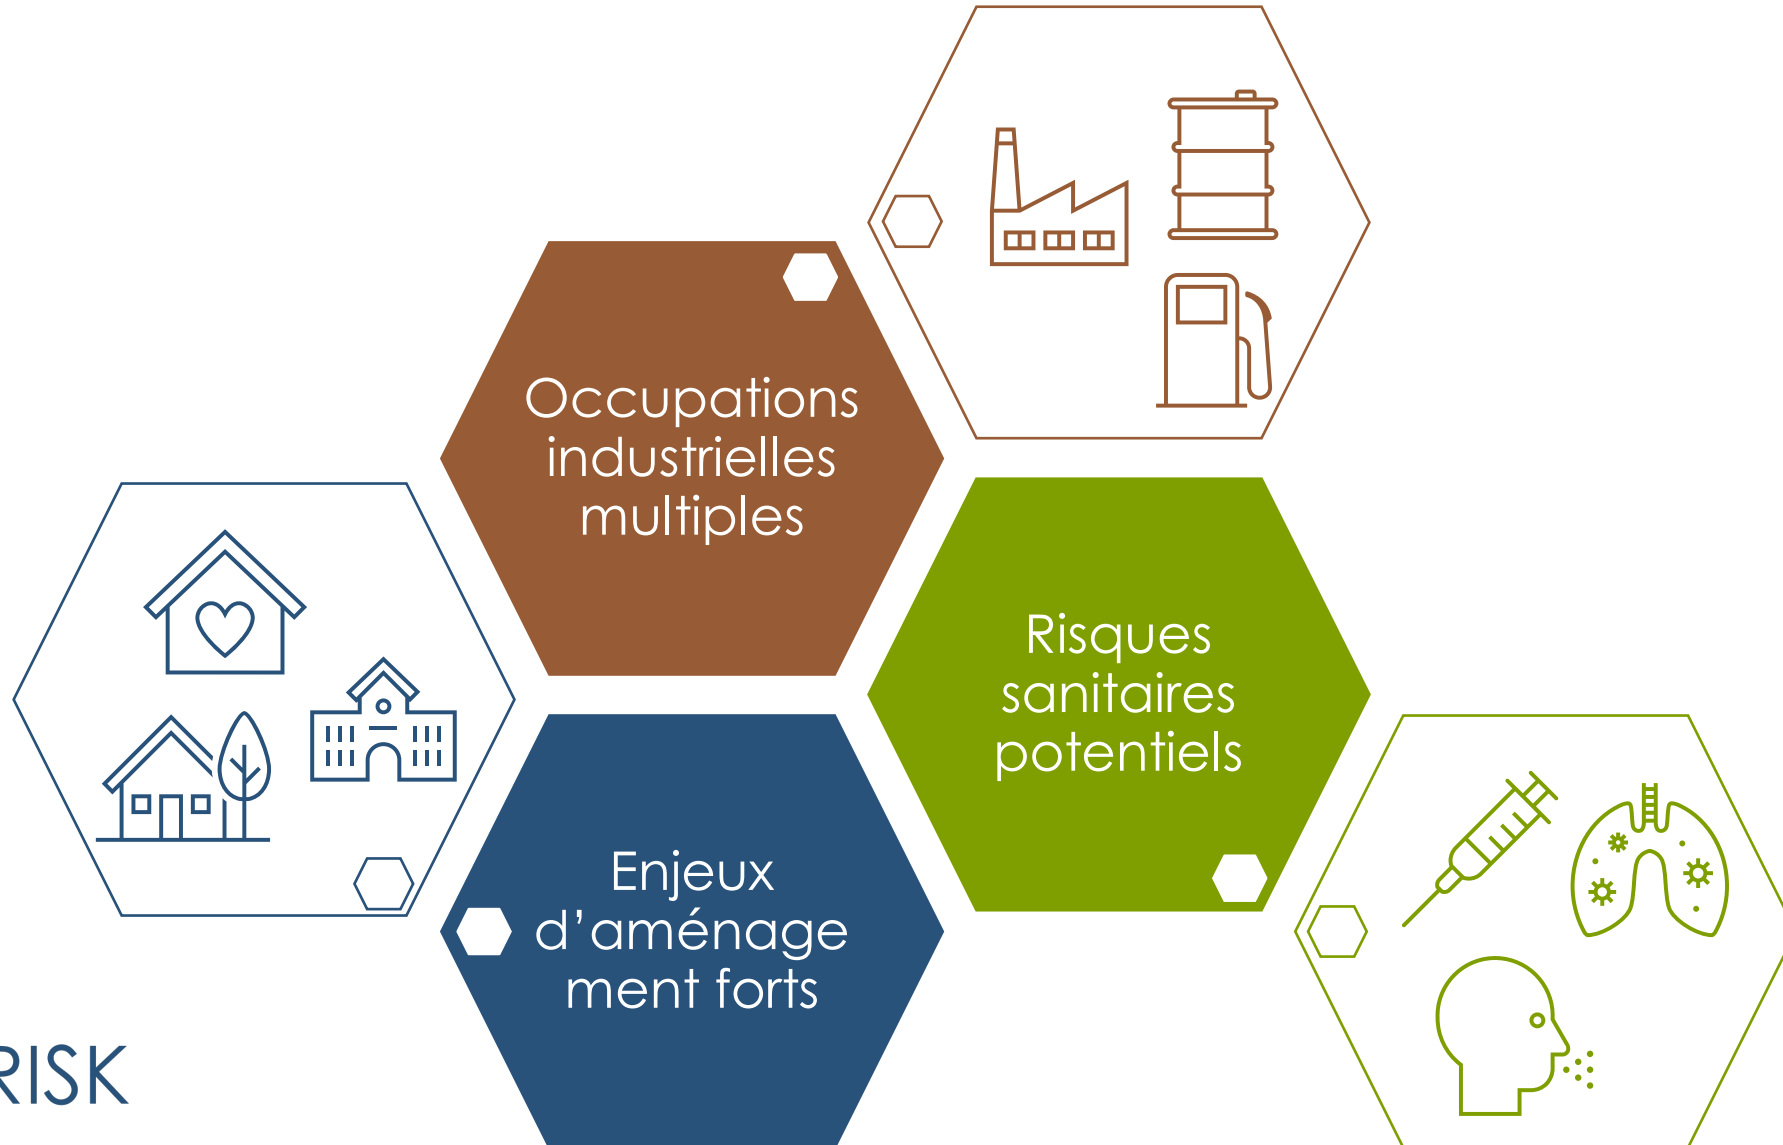 Occupations
industrielles
multiples
Risques
sanitaires
potentiels
Enjeux
d’aménage
ment forts
RISK